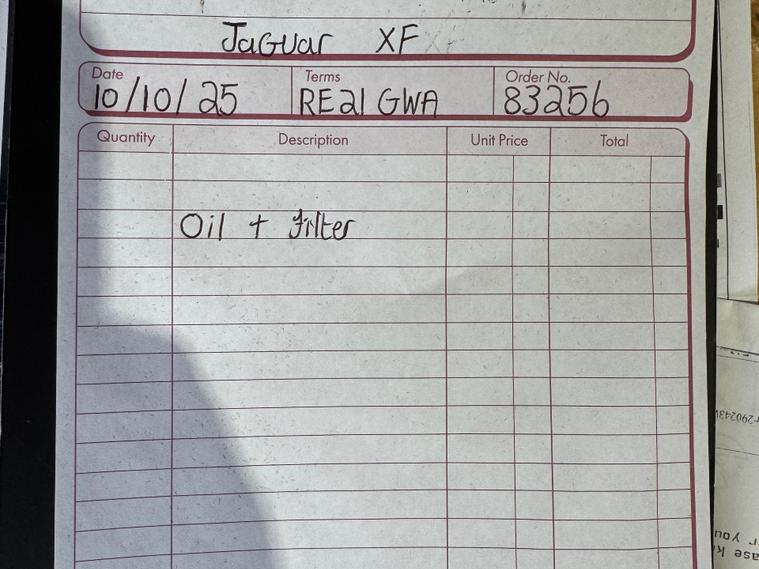 Jaguar XF
Date Terms Order No.
10/10/25 RE21 GWA 83256
Quantity Description Unit Price Total
Oil + Filter